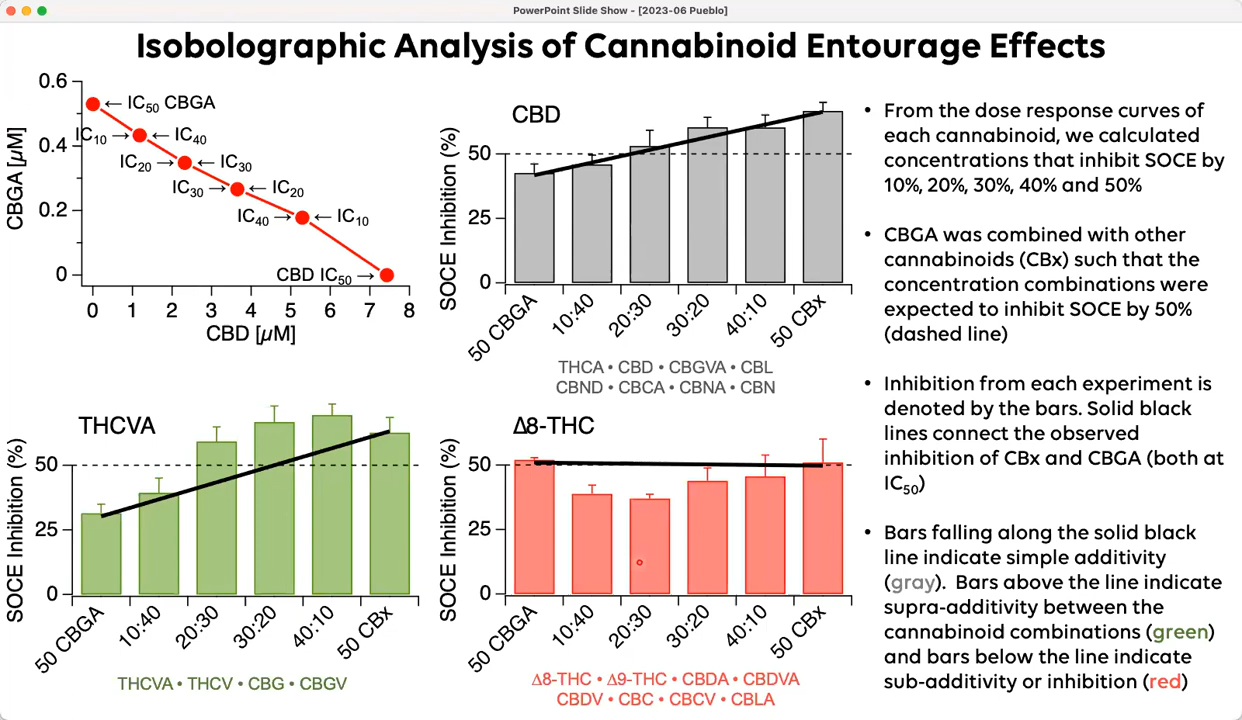 PowerPoint Slide Show - [2023-06 Pueblo]
Isobolographic Analysis of Cannabinoid Entourage Effects
0.6
0.4
0.2
0
CBGA [µM]
← IC50 CBGA
IC10 → ← IC40
IC20 → ← IC30
IC30 → ← IC20
IC40 → ← IC10
CBD IC50 →
0 1 2 3 4 5 6 7 8
CBD [µM]
CBD
SOCE Inhibition (%)
50
25
0
50 CBGA
10:40
20:30
30:20
40:10
50 CBx
THCA • CBD • CBGVA • CBL
CBND • CBCA • CBNA • CBN
THCVA
SOCE Inhibition (%)
50
25
0
50 CBGA
10:40
20:30
30:20
40:10
50 CBx
THCVA • THCV • CBG • CBGV
Δ8-THC
SOCE Inhibition (%)
50
25
0
50 CBGA
10:40
20:30
30:20
40:10
50 CBx
Δ8-THC • Δ9-THC • CBDA • CBDVA
CBDV • CBC • CBCV • CBLA
• From the dose response curves of
each cannabinoid, we calculated
concentrations that inhibit SOCE by
10%, 20%, 30%, 40% and 50%
• CBGA was combined with other
cannabinoids (CBx) such that the
concentration combinations were
expected to inhibit SOCE by 50%
(dashed line)
• Inhibition from each experiment is
denoted by the bars. Solid black
lines connect the observed
inhibition of CBx and CBGA (both at
IC50)
• Bars falling along the solid black
line indicate simple additivity
(gray). Bars above the line indicate
supra-additivity between the
cannabinoid combinations (green)
and bars below the line indicate
sub-additivity or inhibition (red)